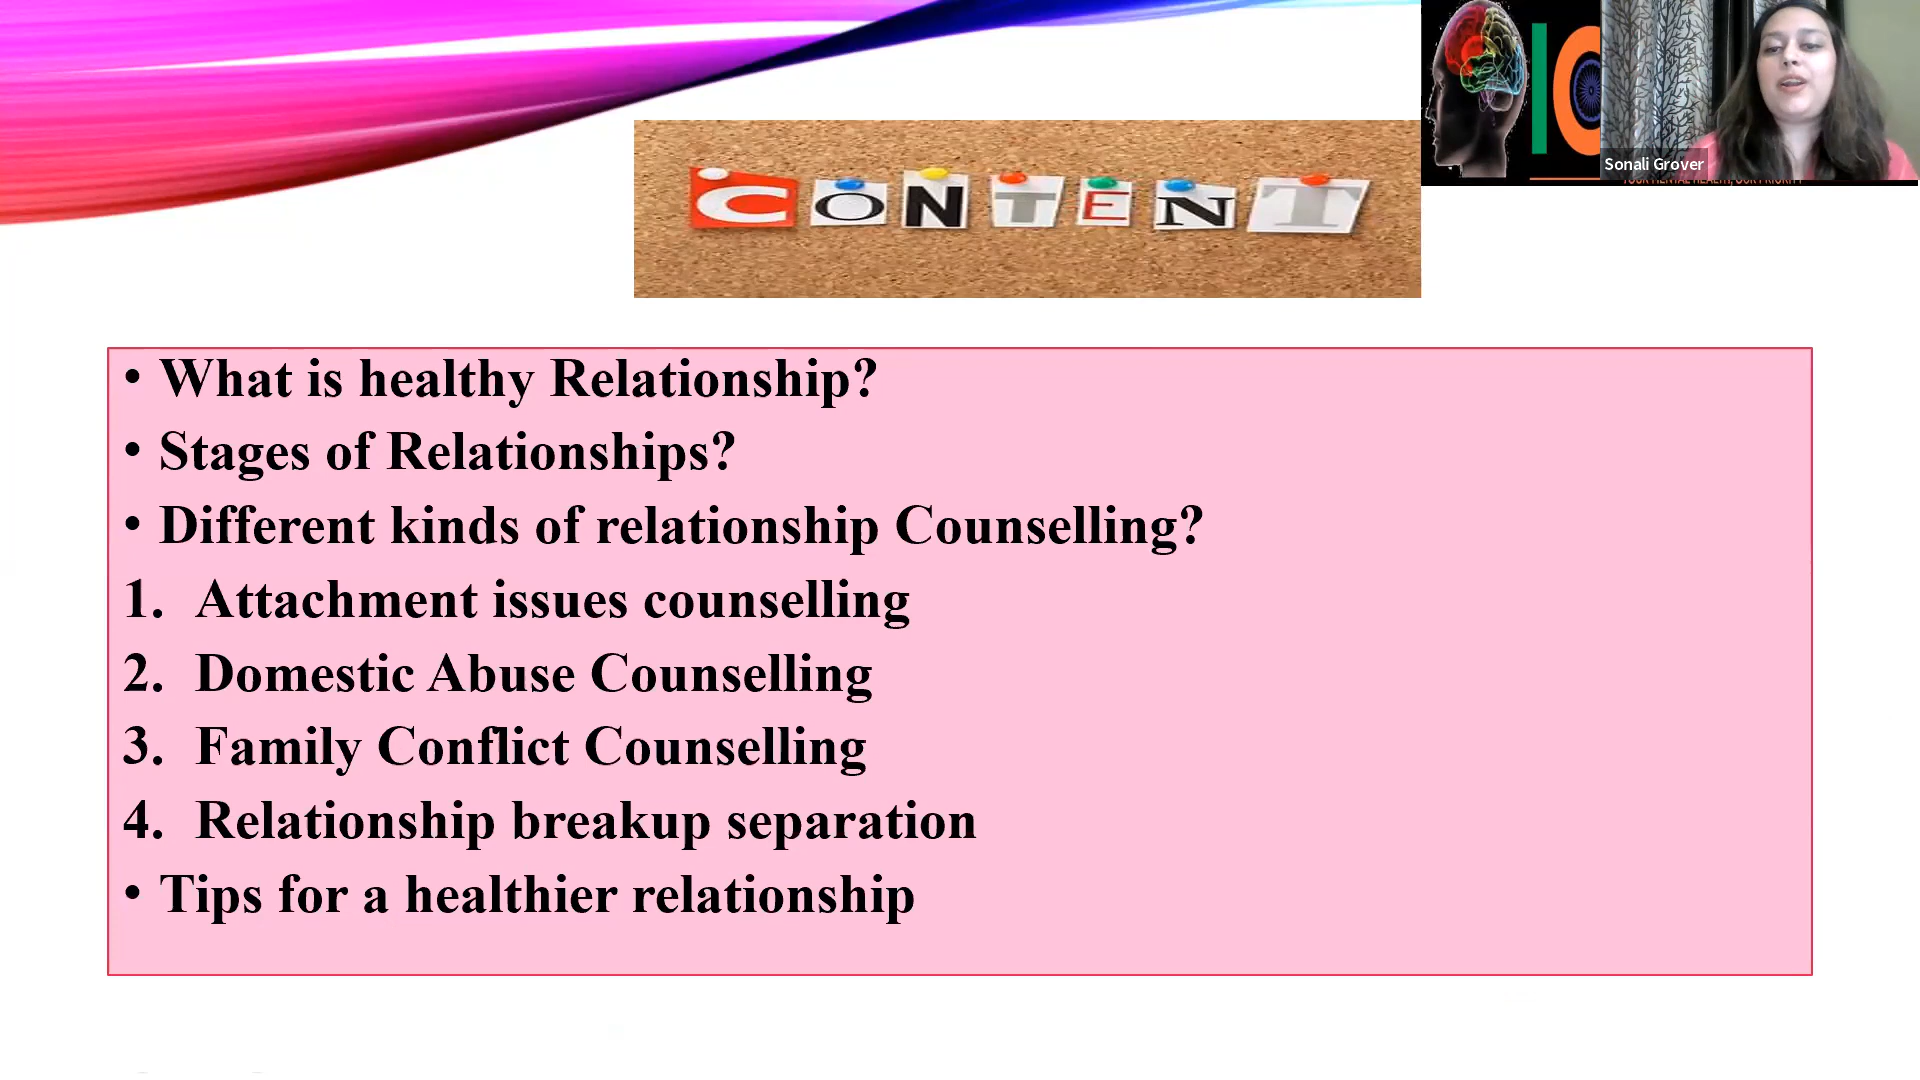 CONTENT
Sonali Grover
• What is healthy Relationship?
• Stages of Relationships?
• Different kinds of relationship Counselling?
1. Attachment issues counselling
2. Domestic Abuse Counselling
3. Family Conflict Counselling
4. Relationship breakup separation
• Tips for a healthier relationship